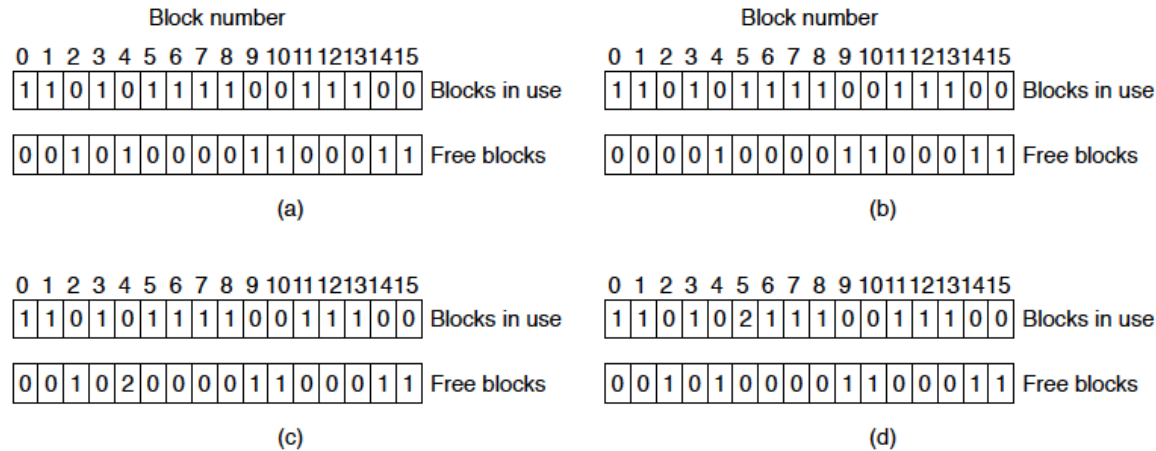 Block number
0 1 2 3 4 5 6 7 8 9 10 11 12 13 14 15
1 1 0 1 0 1 1 1 1 0 0 1 1 1 0 0 Blocks in use
0 0 1 0 1 0 0 0 0 1 1 0 0 0 1 1 Free blocks
(a)
Block number
0 1 2 3 4 5 6 7 8 9 10 11 12 13 14 15
1 1 0 1 0 1 1 1 1 0 0 1 1 1 0 0 Blocks in use
0 0 0 0 1 0 0 0 0 1 1 0 0 0 1 1 Free blocks
(b)
0 1 2 3 4 5 6 7 8 9 10 11 12 13 14 15
1 1 0 1 0 1 1 1 1 0 0 1 1 1 0 0 Blocks in use
0 0 1 0 2 0 0 0 0 1 1 0 0 0 1 1 Free blocks
(c)
0 1 2 3 4 5 6 7 8 9 10 11 12 13 14 15
1 1 0 1 0 2 1 1 1 0 0 1 1 1 0 0 Blocks in use
0 0 1 0 1 0 0 0 0 1 1 0 0 0 1 1 Free blocks
(d)